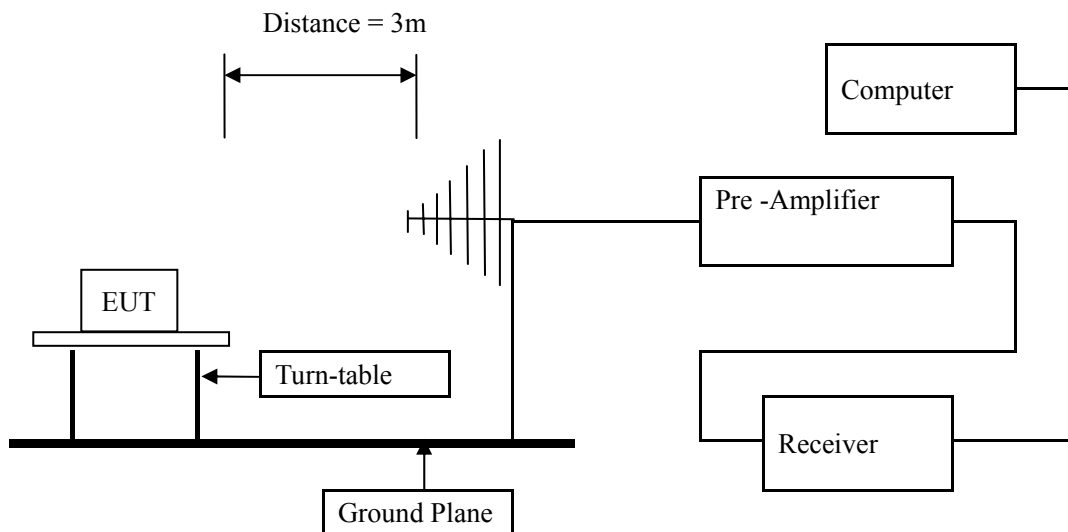 Distance = 3m
Computer
Pre -Amplifier
EUT
Turn-table
Receiver
Ground Plane